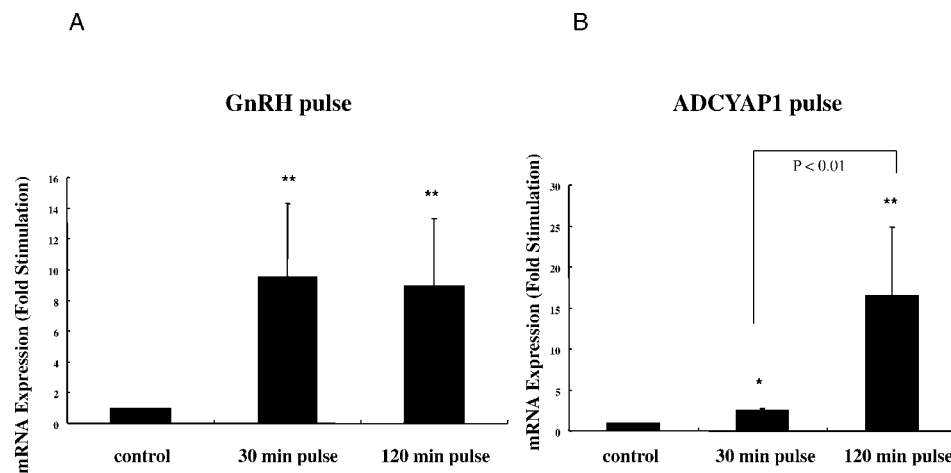 A
GnRH pulse
mRNA Expression (Fold Stimulation)
16
14
12
10
8
6
4
2
0
**
**
control
30 min pulse
120 min pulse
B
ADCYAP1 pulse
P < 0.01
mRNA Expression (Fold Stimulation)
30
25
20
15
10
5
0
*
**
control
30 min pulse
120 min pulse